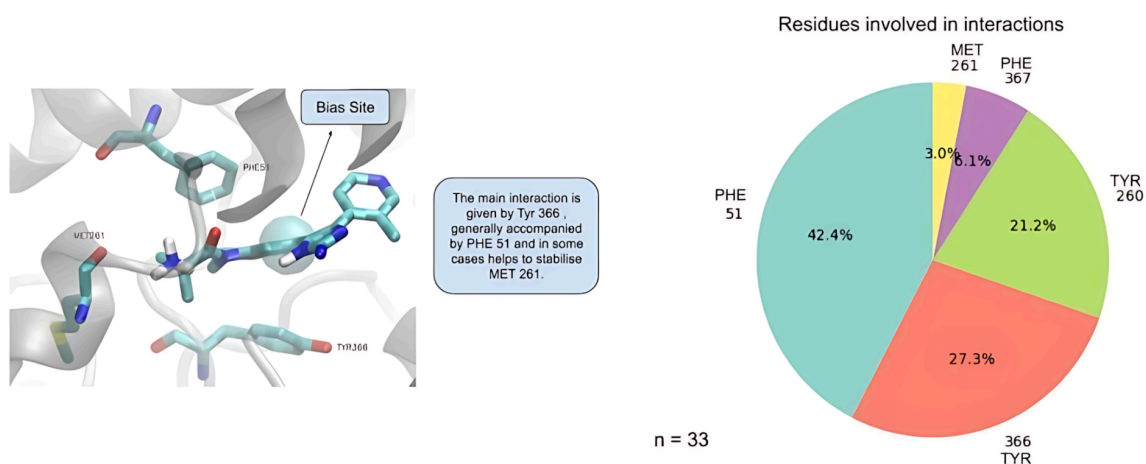 Bias Site
PHE51
MET261
TYR366
The main interaction is
given by Tyr 366 ,
generally accompanied
by PHE 51 and in some
cases helps to stabilise
MET 261.
Residues involved in interactions
MET
261
PHE
367
TYR
260
PHE
51
3.0%
6.1%
21.2%
42.4%
27.3%
366
TYR
n = 33